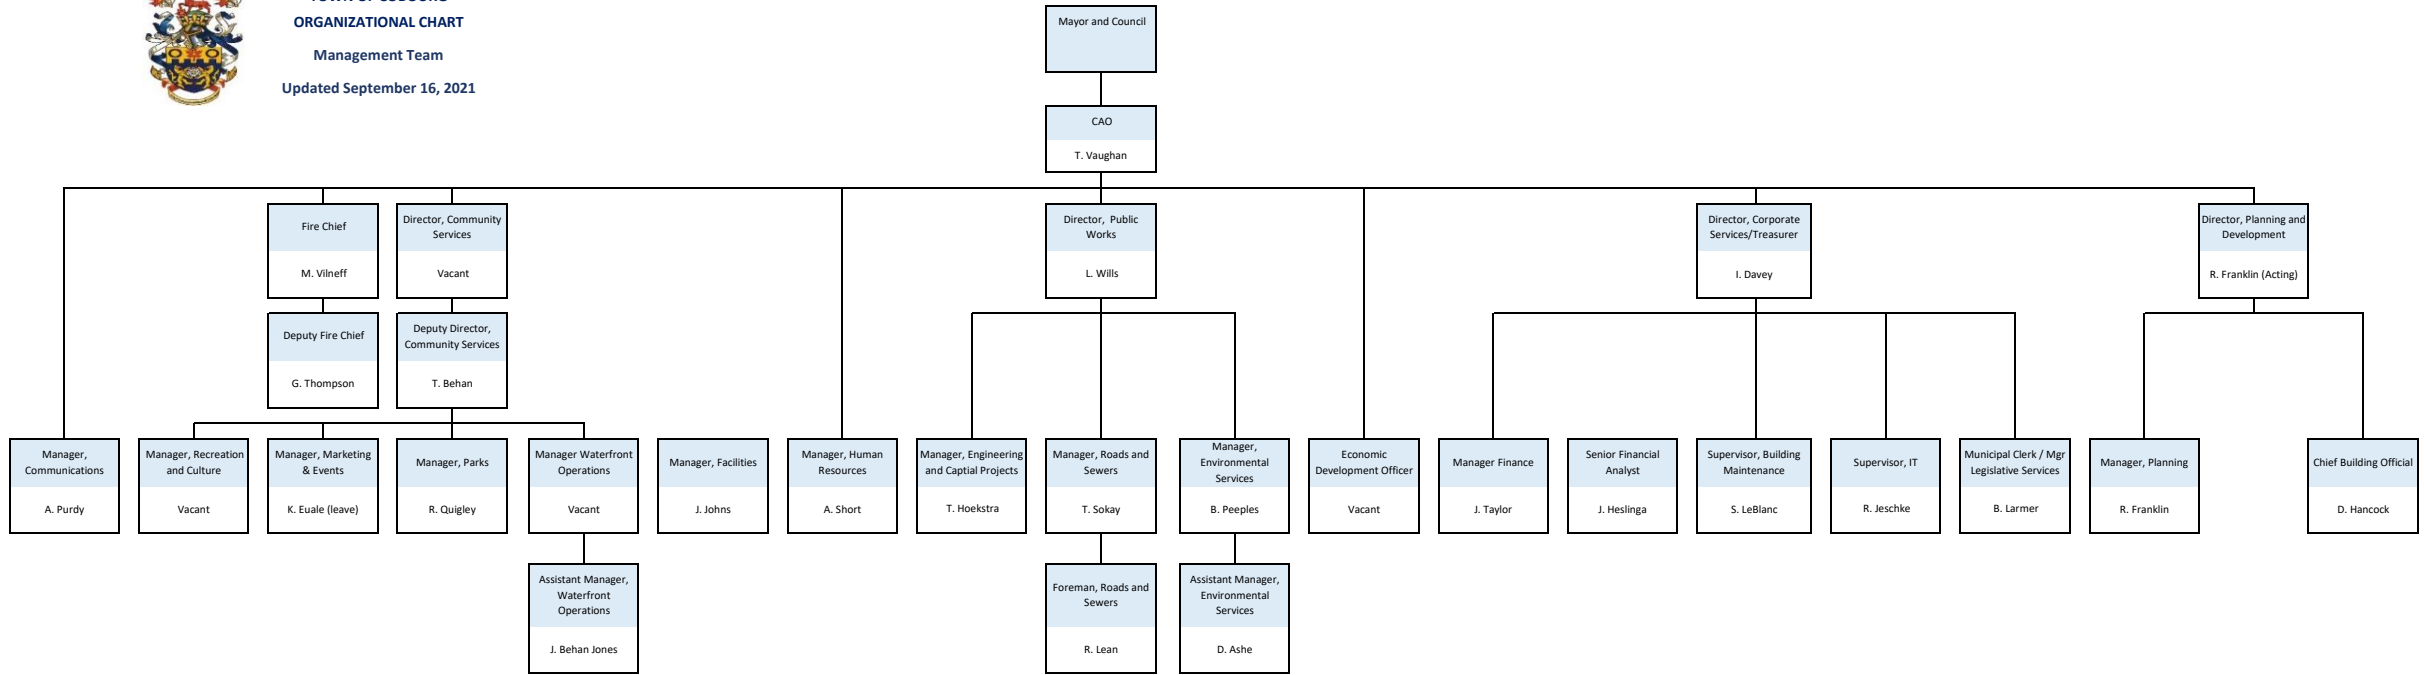 ORGANIZATIONAL CHART
Management Team
Updated September 16, 2021
Mayor and Council
CAO
T. Vaughan
Fire Chief
M. Vilneff
Director, Community
Services
Vacant
Director, Public
Works
L. Wills
Director, Corporate
Services/Treasurer
I. Davey
Director, Planning and
Development
R. Franklin (Acting)
Deputy Fire Chief
G. Thompson
Deputy Director,
Community Services
T. Behan
Manager,
Communications
A. Purdy
Manager, Recreation
and Culture
Vacant
Manager, Marketing
& Events
K. Euale (leave)
Manager, Parks
R. Quigley
Manager Waterfront
Operations
Vacant
Manager, Facilities
J. Johns
Manager, Human
Resources
A. Short
Manager, Engineering
and Captial Projects
T. Hoekstra
Manager, Roads and
Sewers
T. Sokay
Manager,
Environmental
Services
B. Peeples
Economic
Development Officer
Vacant
Manager Finance
J. Taylor
Senior Financial
Analyst
J. Heslinga
Supervisor, Building
Maintenance
S. LeBlanc
Supervisor, IT
R. Jeschke
Municipal Clerk / Mgr
Legislative Services
B. Larmer
Manager, Planning
R. Franklin
Chief Building Official
D. Hancock
Assistant Manager,
Waterfront
Operations
J. Behan Jones
Foreman, Roads and
Sewers
R. Lean
Assistant Manager,
Environmental
Services
D. Ashe